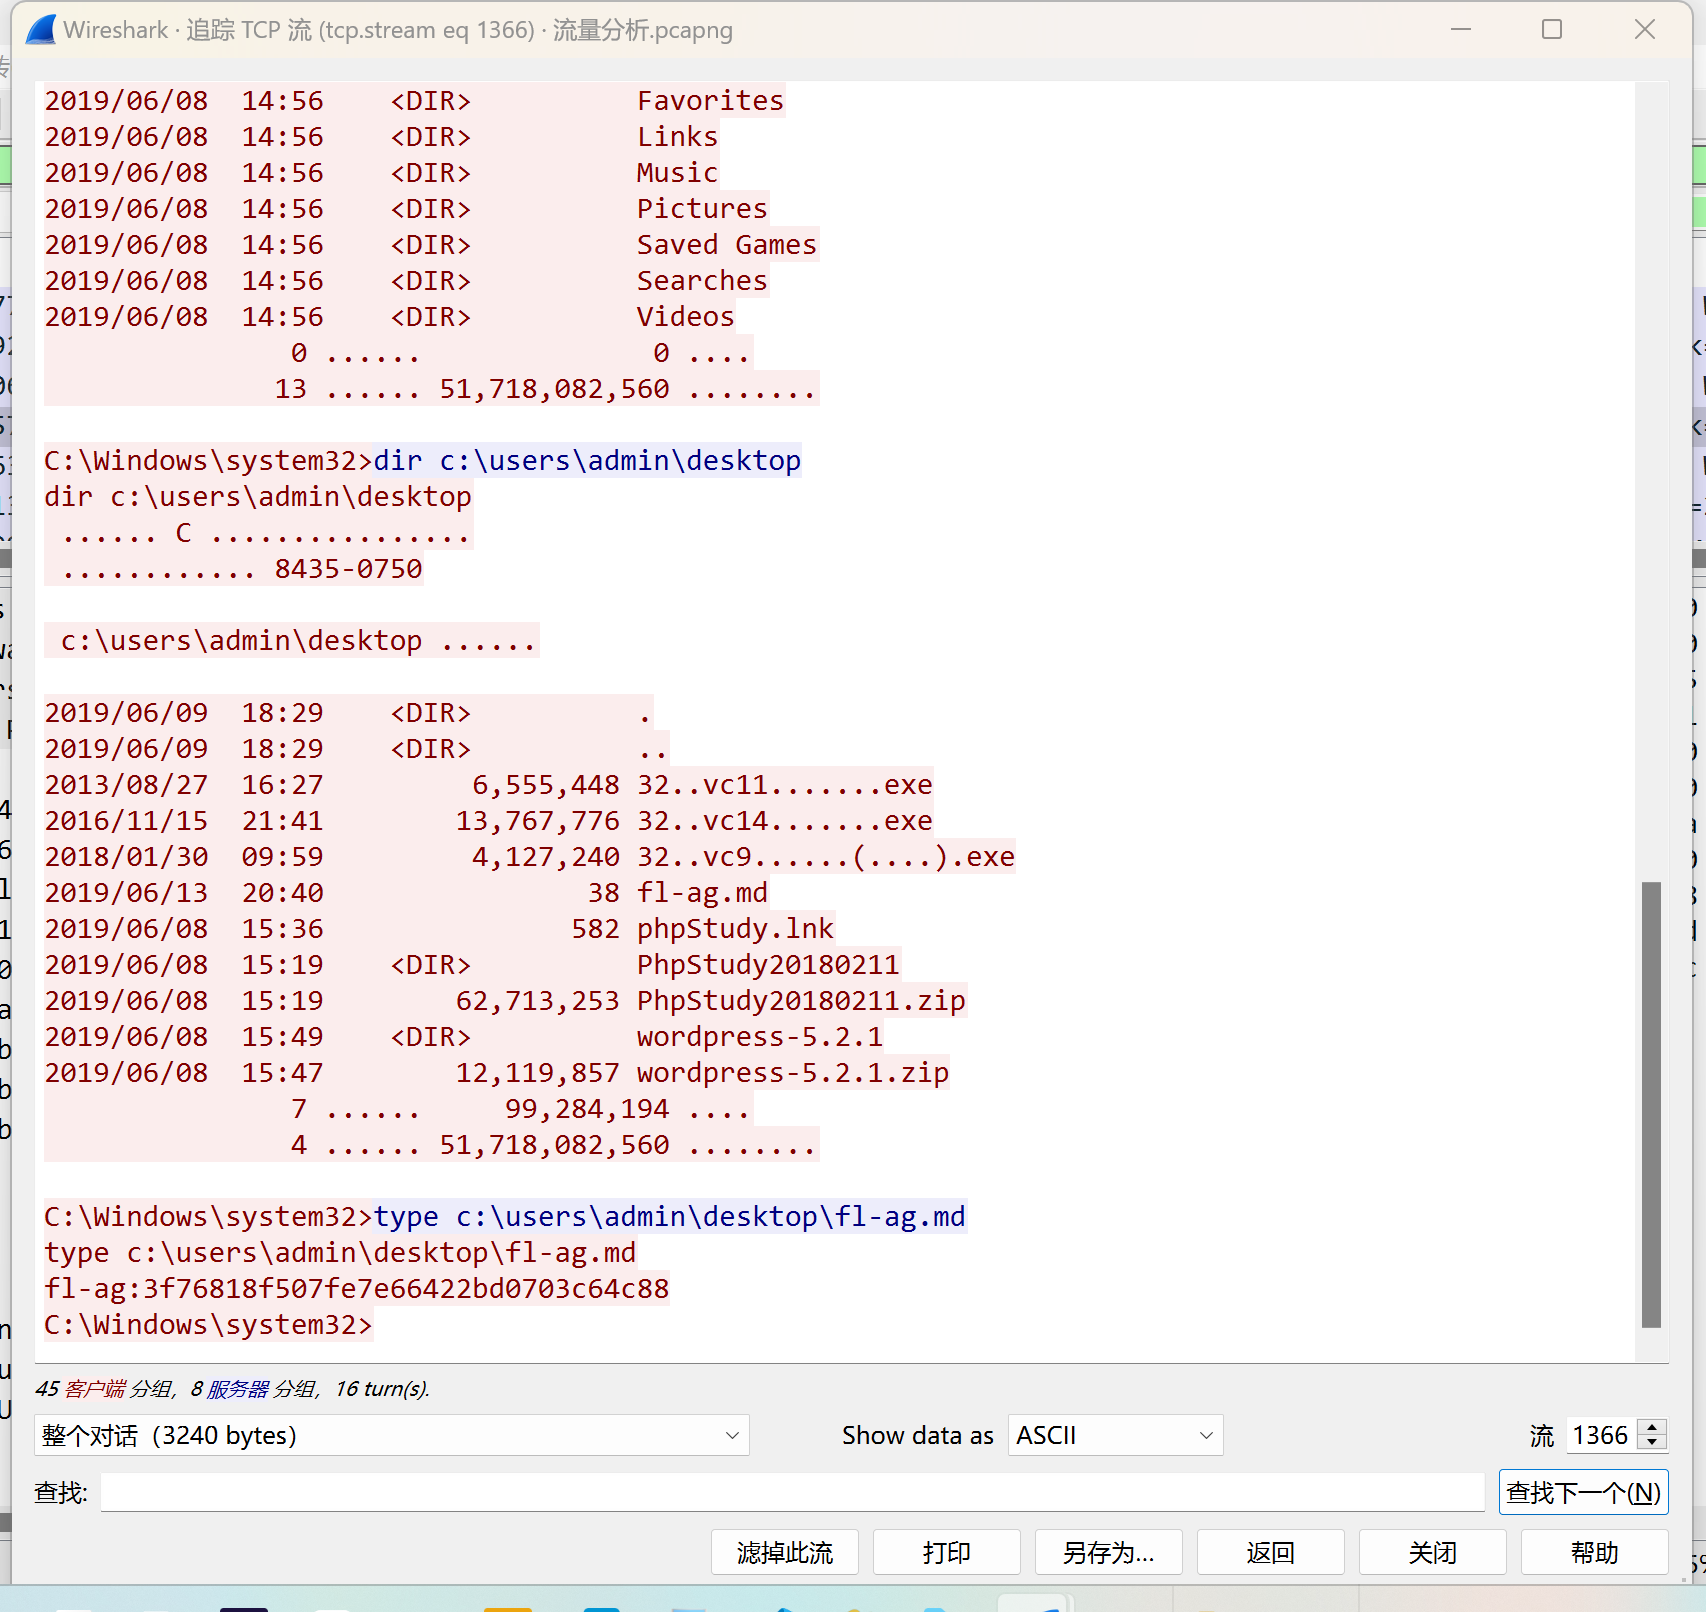 Wireshark · 追踪 TCP 流 (tcp.stream eq 1366) · 流量分析.pcapng
2019/06/08  14:56    <DIR>          Favorites
2019/06/08  14:56    <DIR>          Links
2019/06/08  14:56    <DIR>          Music
2019/06/08  14:56    <DIR>          Pictures
2019/06/08  14:56    <DIR>          Saved Games
2019/06/08  14:56    <DIR>          Searches
2019/06/08  14:56    <DIR>          Videos
               0 ......              0 ....
              13 ...... 51,718,082,560 ........
C:\Windows\system32>dir c:\users\admin\desktop
dir c:\users\admin\desktop
 ...... C ................
 ............ 8435-0750
 c:\users\admin\desktop ......
2019/06/09  18:29    <DIR>          .
2019/06/09  18:29    <DIR>          ..
2013/08/27  16:27         6,555,448 32..vc11.......exe
2016/11/15  21:41        13,767,776 32..vc14.......exe
2018/01/30  09:59         4,127,240 32..vc9......(....).exe
2019/06/13  20:40                38 fl-ag.md
2019/06/08  15:36               582 phpStudy.lnk
2019/06/08  15:19    <DIR>          PhpStudy20180211
2019/06/08  15:19        62,713,253 PhpStudy20180211.zip
2019/06/08  15:49    <DIR>          wordpress-5.2.1
2019/06/08  15:47        12,119,857 wordpress-5.2.1.zip
               7 ......     99,284,194 ....
               4 ...... 51,718,082,560 ........
C:\Windows\system32>type c:\users\admin\desktop\fl-ag.md
type c:\users\admin\desktop\fl-ag.md
fl-ag:3f76818f507fe7e66422bd0703c64c88
C:\Windows\system32>
45 客户端 分组，8 服务器 分组，16 turn(s).
整个对话（3240 bytes） Show data as ASCII 流 1366
查找: 查找下一个(N)
滤掉此流 打印 另存为… 返回 关闭 帮助